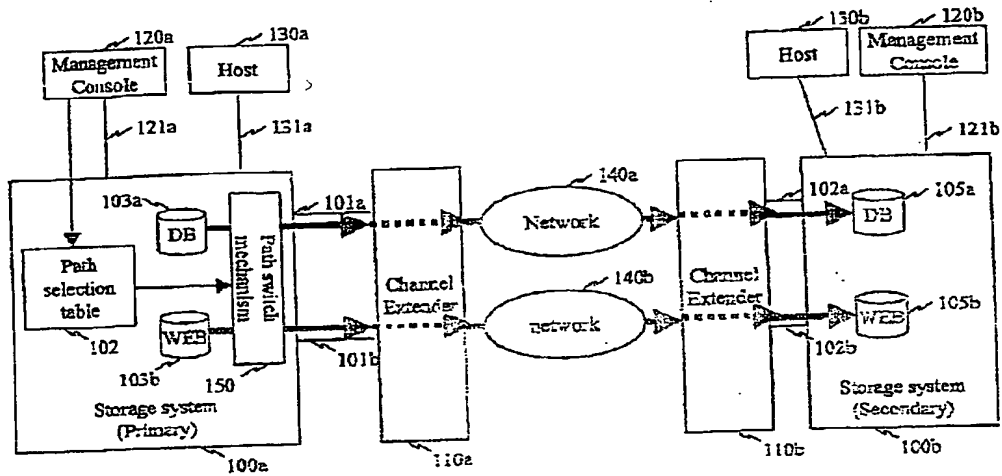 120a
Management
Console
130a
Host
121a
131a
130b
Host
120b
Management
Console
131b
121b
103a
DB
101a
Path switch
mechanism
Path
selection
table
102
WEB
103b
150
101b
Storage system
(Primary)
100a
Channel
Extender
110a
140a
Network
140b
network
Channel
Extender
110b
102a
105a
DB
105b
WEB
102b
Storage system
(Secondary)
100b